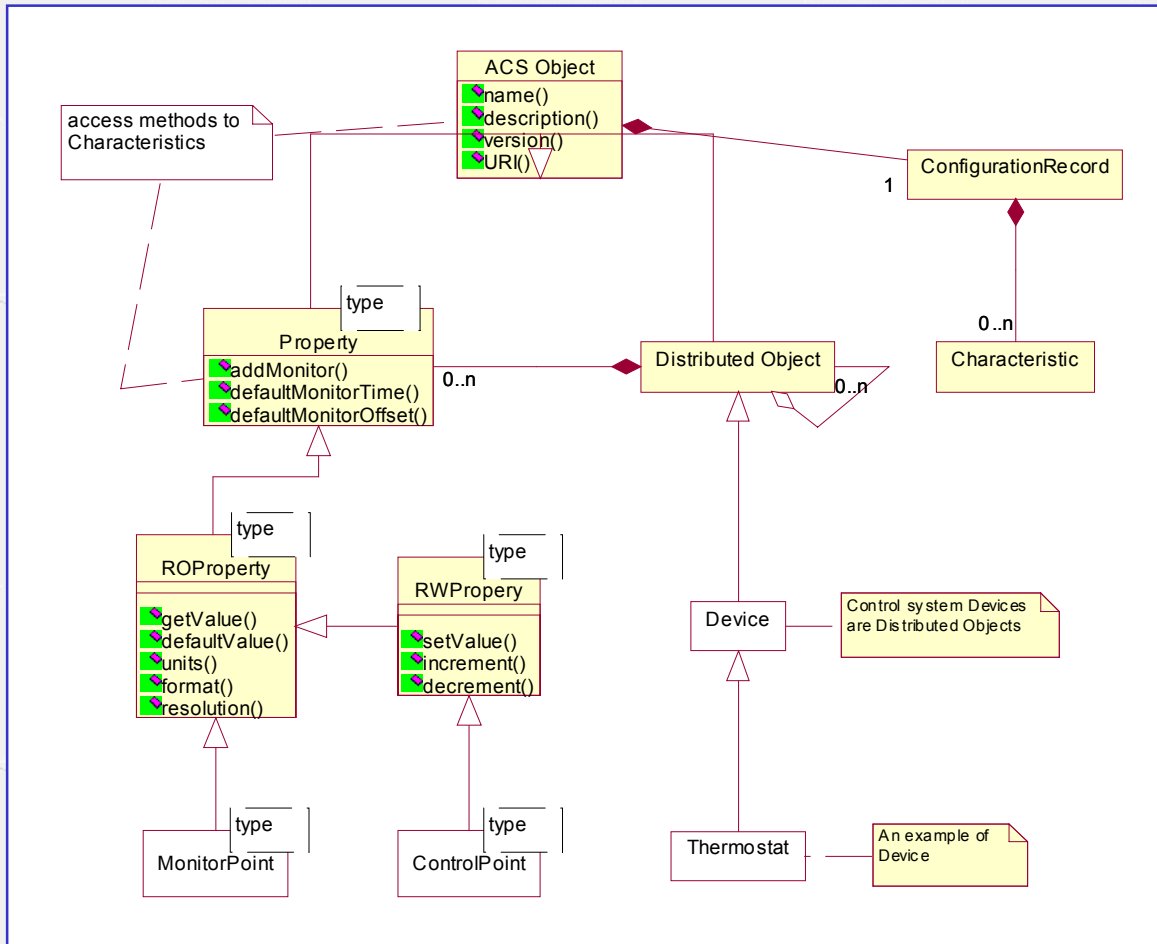 ACS Object
name()
description()
version()
URI()
access methods to
Characteristics
ConfigurationRecord
1
type
Property
addMonitor()
defaultMonitorTime()
defaultMonitorOffset()
0..n
Distributed Object
0..n
0..n
Characteristic
type
ROProperty
getValue()
defaultValue()
units()
format()
resolution()
type
RWPropery
setValue()
increment()
decrement()
Device
Control system Devices
are Distributed Objects
type
MonitorPoint
type
ControlPoint
Thermostat
An example of
Device